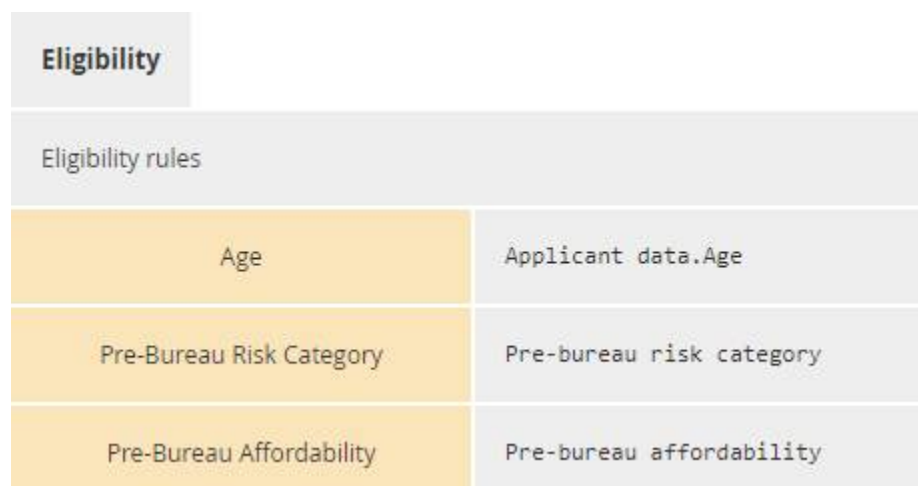 Eligibility
Eligibility rules
Age Applicant data.Age
Pre-Bureau Risk Category Pre-bureau risk category
Pre-Bureau Affordability Pre-bureau affordability